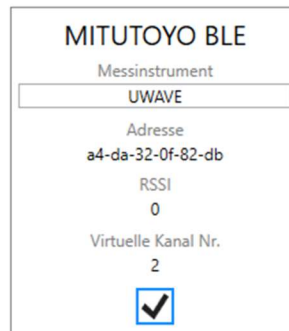 MITUTOYO BLE
Messinstrument
UWAVE
Adresse
a4-da-32-0f-82-db
RSSI
0
Virtuelle Kanal Nr.
2